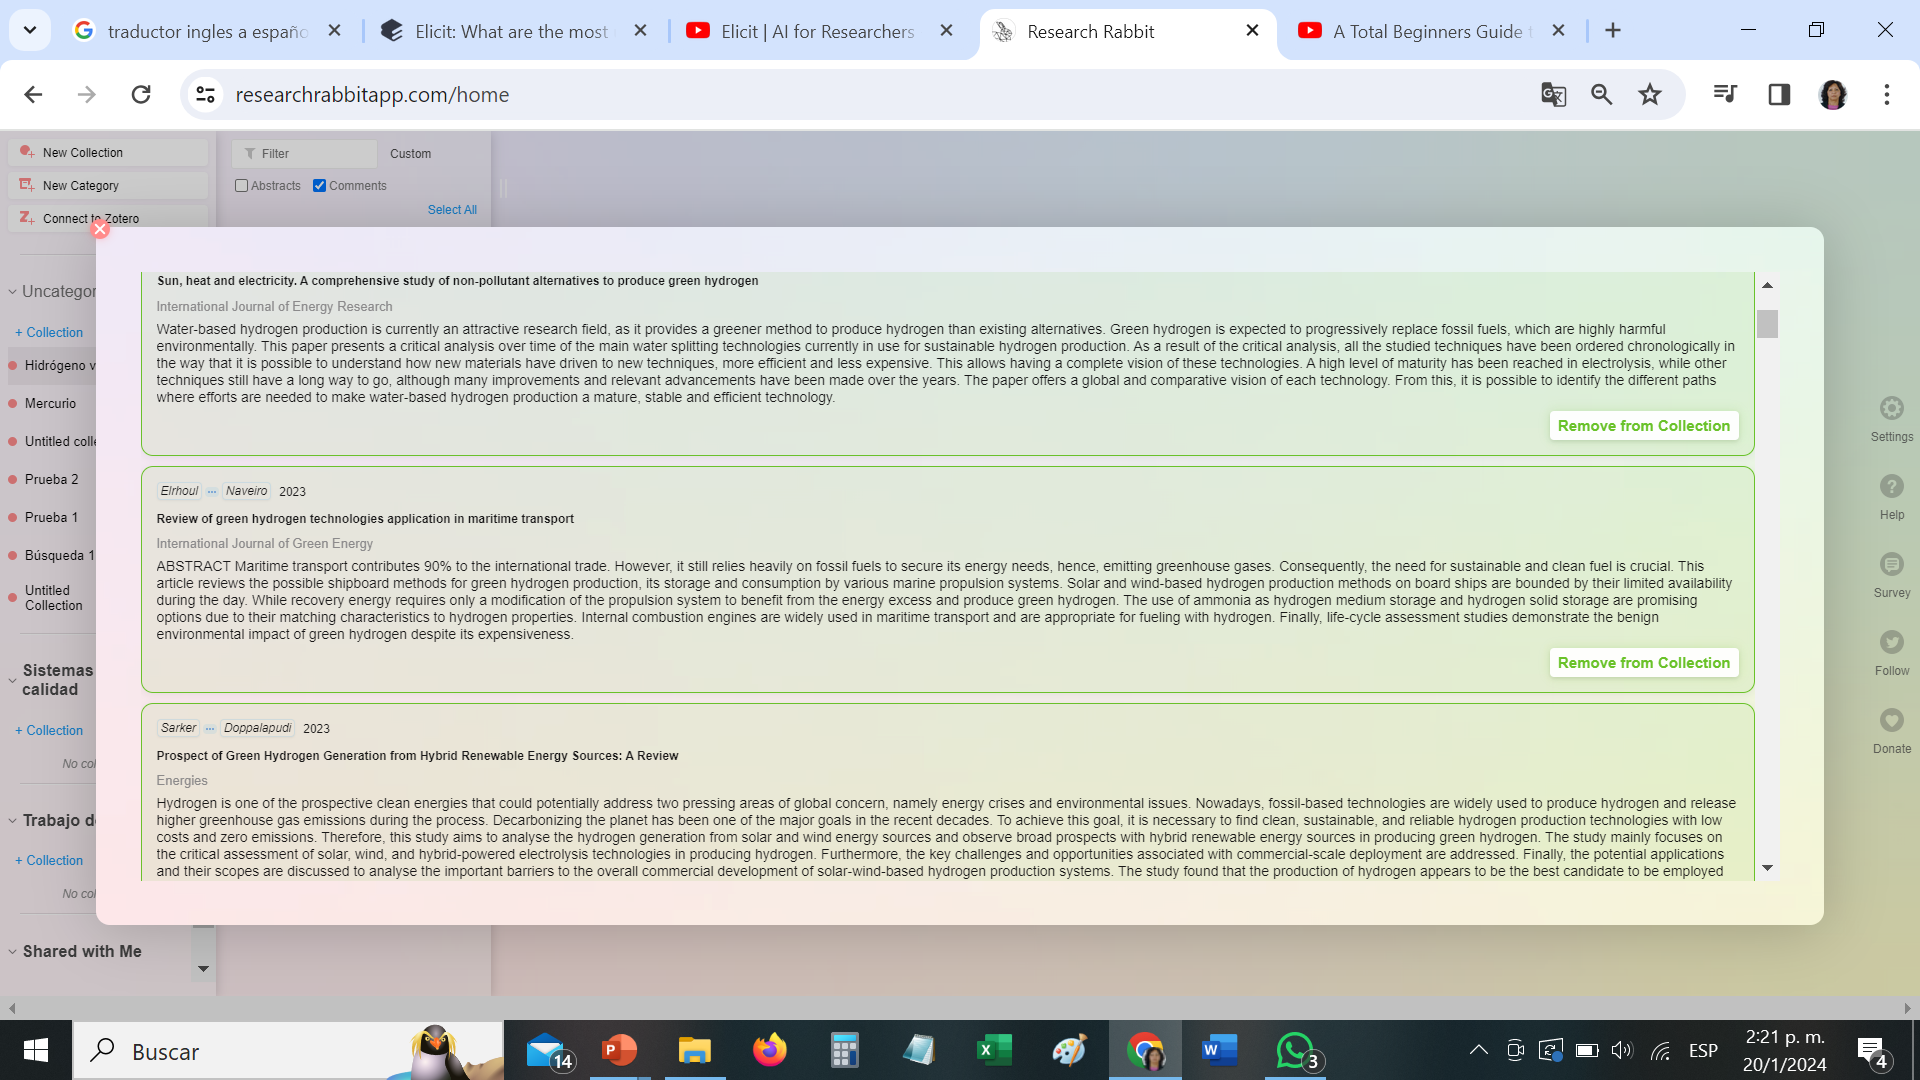 traductor ingles a españo
Elicit: What are the most
Elicit | AI for Researchers
Research Rabbit
A Total Beginners Guide t
researchrabbitapp.com/home
New Collection
New Category
Connect to Zotero
Filter
Custom
Abstracts
Comments
Select All
Uncategor
+ Collection
Hidrógeno v
Mercurio
Untitled colle
Prueba 2
Prueba 1
Búsqueda 1
Untitled
Collection
Sistemas
calidad
+ Collection
No col
Trabajo de
+ Collection
No col
Shared with Me
Sun, heat and electricity. A comprehensive study of non-pollutant alternatives to produce green hydrogen
International Journal of Energy Research
Water-based hydrogen production is currently an attractive research field, as it provides a greener method to produce hydrogen than existing alternatives. Green hydrogen is expected to progressively replace fossil fuels, which are highly harmful
environmentally. This paper presents a critical analysis over time of the main water splitting technologies currently in use for sustainable hydrogen production. As a result of the critical analysis, all the studied techniques have been ordered chronologically in
the way that it is possible to understand how new materials have driven to new techniques, more efficient and less expensive. This allows having a complete vision of these technologies. A high level of maturity has been reached in electrolysis, while other
techniques still have a long way to go, although many improvements and relevant advancements have been made over the years. The paper offers a global and comparative vision of each technology. From this, it is possible to identify the different paths
where efforts are needed to make water-based hydrogen production a mature, stable and efficient technology.
Remove from Collection
Elrhoul ... Naveiro 2023
Review of green hydrogen technologies application in maritime transport
International Journal of Green Energy
ABSTRACT Maritime transport contributes 90% to the international trade. However, it still relies heavily on fossil fuels to secure its energy needs, hence, emitting greenhouse gases. Consequently, the need for sustainable and clean fuel is crucial. This
article reviews the possible shipboard methods for green hydrogen production, its storage and consumption by various marine propulsion systems. Solar and wind-based hydrogen production methods on board ships are bounded by their limited availability
during the day. While recovery energy requires only a modification of the propulsion system to benefit from the energy excess and produce green hydrogen. The use of ammonia as hydrogen medium storage and hydrogen solid storage are promising
options due to their matching characteristics to hydrogen properties. Internal combustion engines are widely used in maritime transport and are appropriate for fueling with hydrogen. Finally, life-cycle assessment studies demonstrate the benign
environmental impact of green hydrogen despite its expensiveness.
Remove from Collection
Sarker ... Doppalapudi 2023
Prospect of Green Hydrogen Generation from Hybrid Renewable Energy Sources: A Review
Energies
Hydrogen is one of the prospective clean energies that could potentially address two pressing areas of global concern, namely energy crises and environmental issues. Nowadays, fossil-based technologies are widely used to produce hydrogen and release
higher greenhouse gas emissions during the process. Decarbonizing the planet has been one of the major goals in the recent decades. To achieve this goal, it is necessary to find clean, sustainable, and reliable hydrogen production technologies with low
costs and zero emissions. Therefore, this study aims to analyse the hydrogen generation from solar and wind energy sources and observe broad prospects with hybrid renewable energy sources in producing green hydrogen. The study mainly focuses on
the critical assessment of solar, wind, and hybrid-powered electrolysis technologies in producing hydrogen. Furthermore, the key challenges and opportunities associated with commercial-scale deployment are addressed. Finally, the potential applications
and their scopes are discussed to analyse the important barriers to the overall commercial development of solar-wind-based hydrogen production systems. The study found that the production of hydrogen appears to be the best candidate to be employed
Settings
Help
Survey
Follow
Donate
Buscar
14
3
ESP
2:21 p. m.
20/1/2024
4